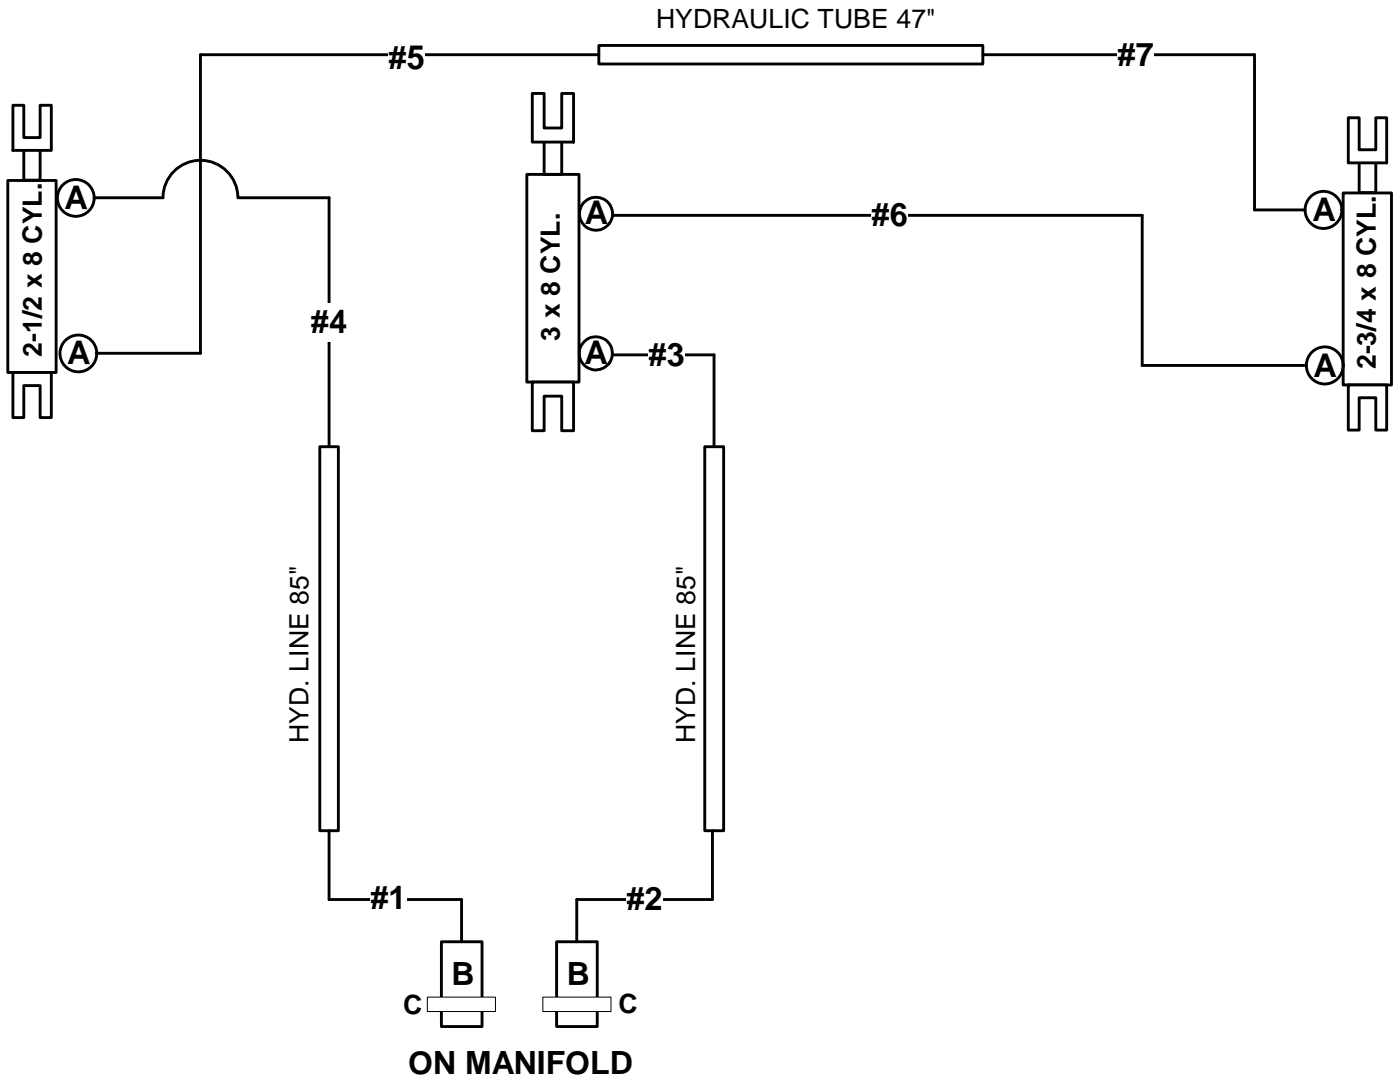 HYDRAULIC TUBE 47"
#5
#7
A
A
A
A
A
A
2-1/2 x 8 CYL.
3 x 8 CYL.
2-3/4 x 8 CYL.
#6
#4
#3
HYD. LINE 85"
HYD. LINE 85"
#1
#2
B
B
C
C
ON MANIFOLD